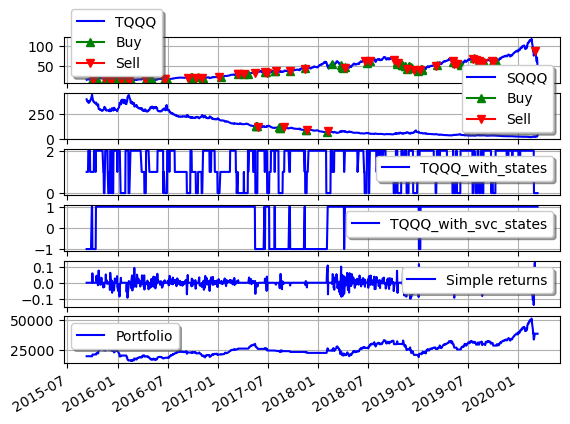 TQQQ
Buy
Sell
100
50
SQQQ
Buy
Sell
250
0
2
0
TQQQ_with_states
1
0
−1
TQQQ_with_svc_states
0.1
0.0
−0.1
Simple returns
50000
25000
Portfolio
2015-07 2016-01 2016-07 2017-01 2017-07 2018-01 2018-07 2019-01 2019-07 2020-01